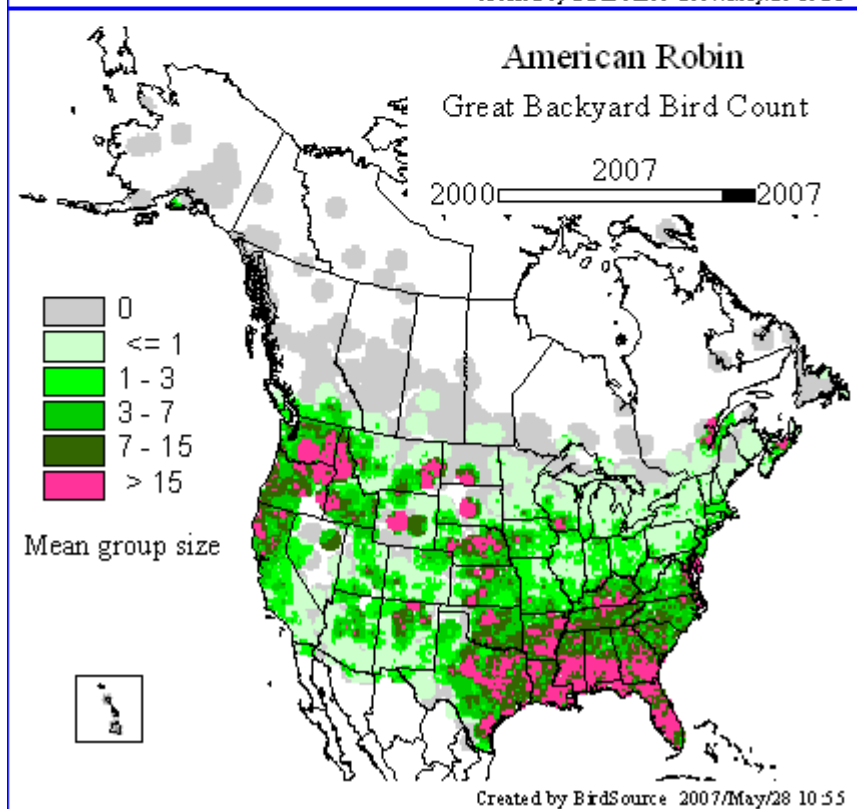 American Robin
Great Backyard Bird Count
2007
2000 2007
0
<= 1
1 - 3
3 - 7
7 - 15
> 15
Mean group size
Created by BirdSource 2007/May/28 10:55